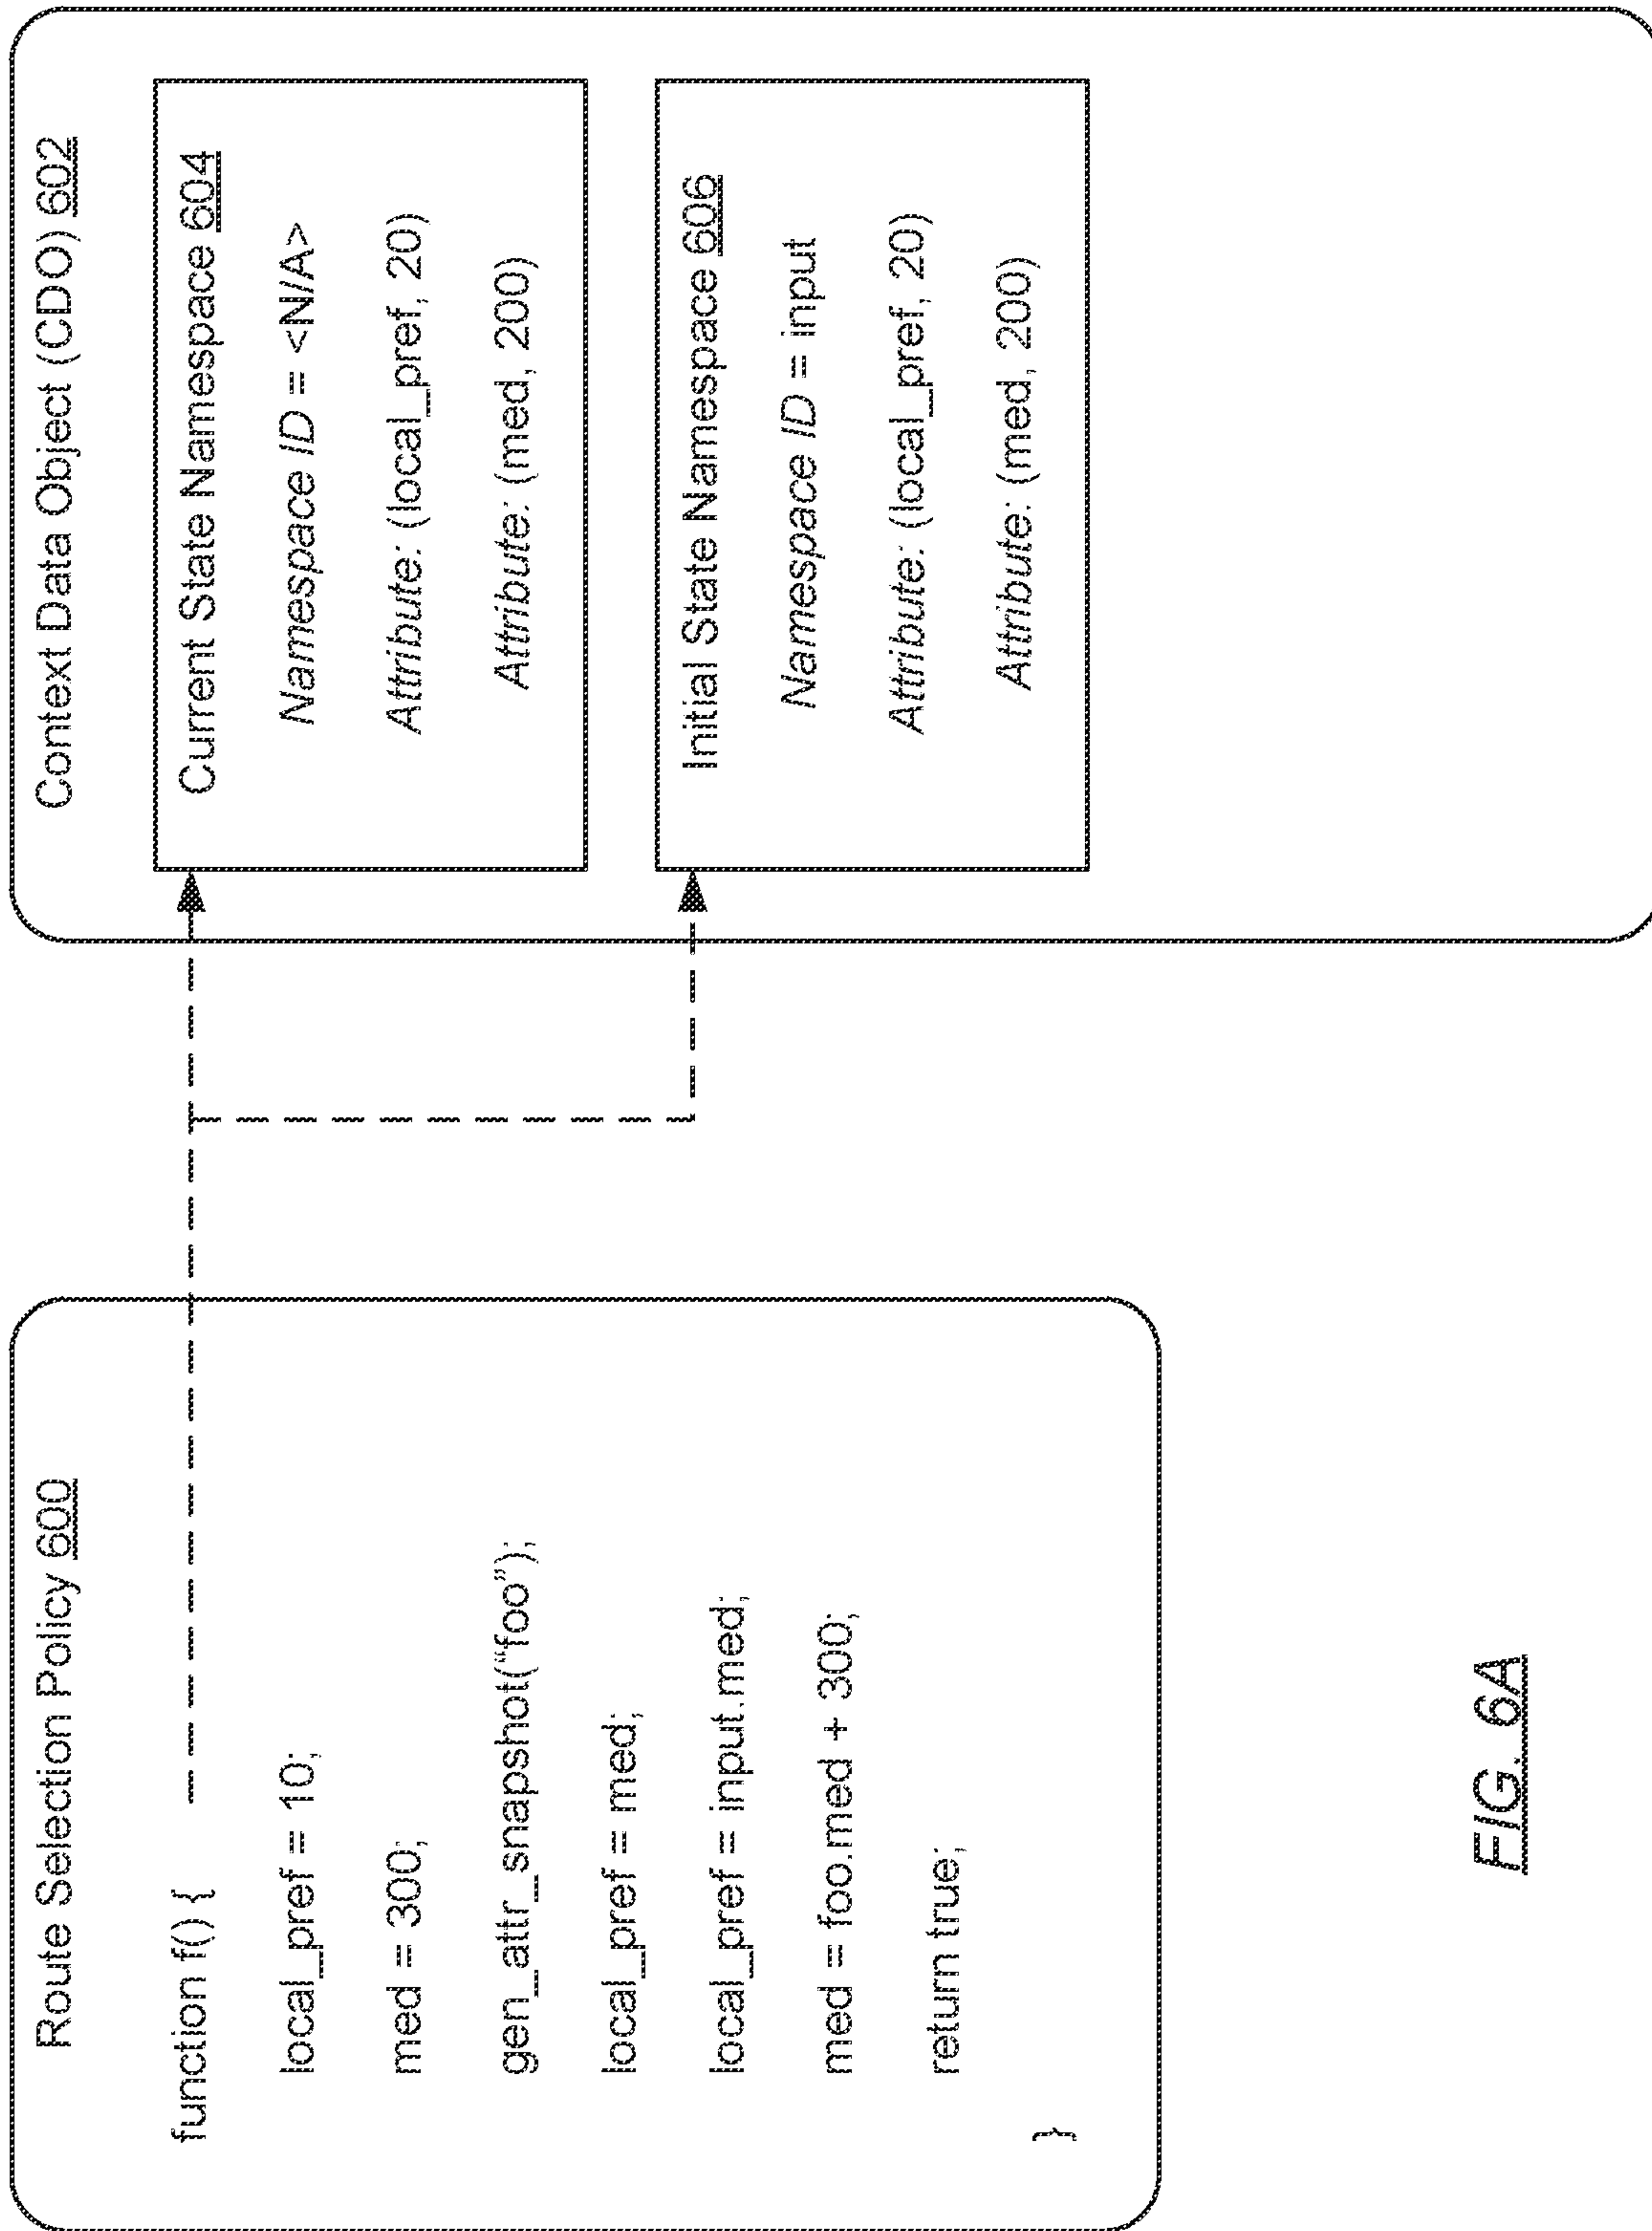 Route Selection Policy 600
function f() {
local_pref = 10;
med = 300;
gen_attr_snapshot("foo");
local_pref = med;
local_pref = input.med;
med = foo.med + 300;
return true;
}
Context Data Object (CDO) 602
Current State Namespace 604
Namespace ID = <N/A>
Attribute: (local_pref, 20)
Attribute: (med, 200)
Initial State Namespace 606
Namespace ID = input
Attribute: (local_pref, 20)
Attribute: (med, 200)
FIG. 6A